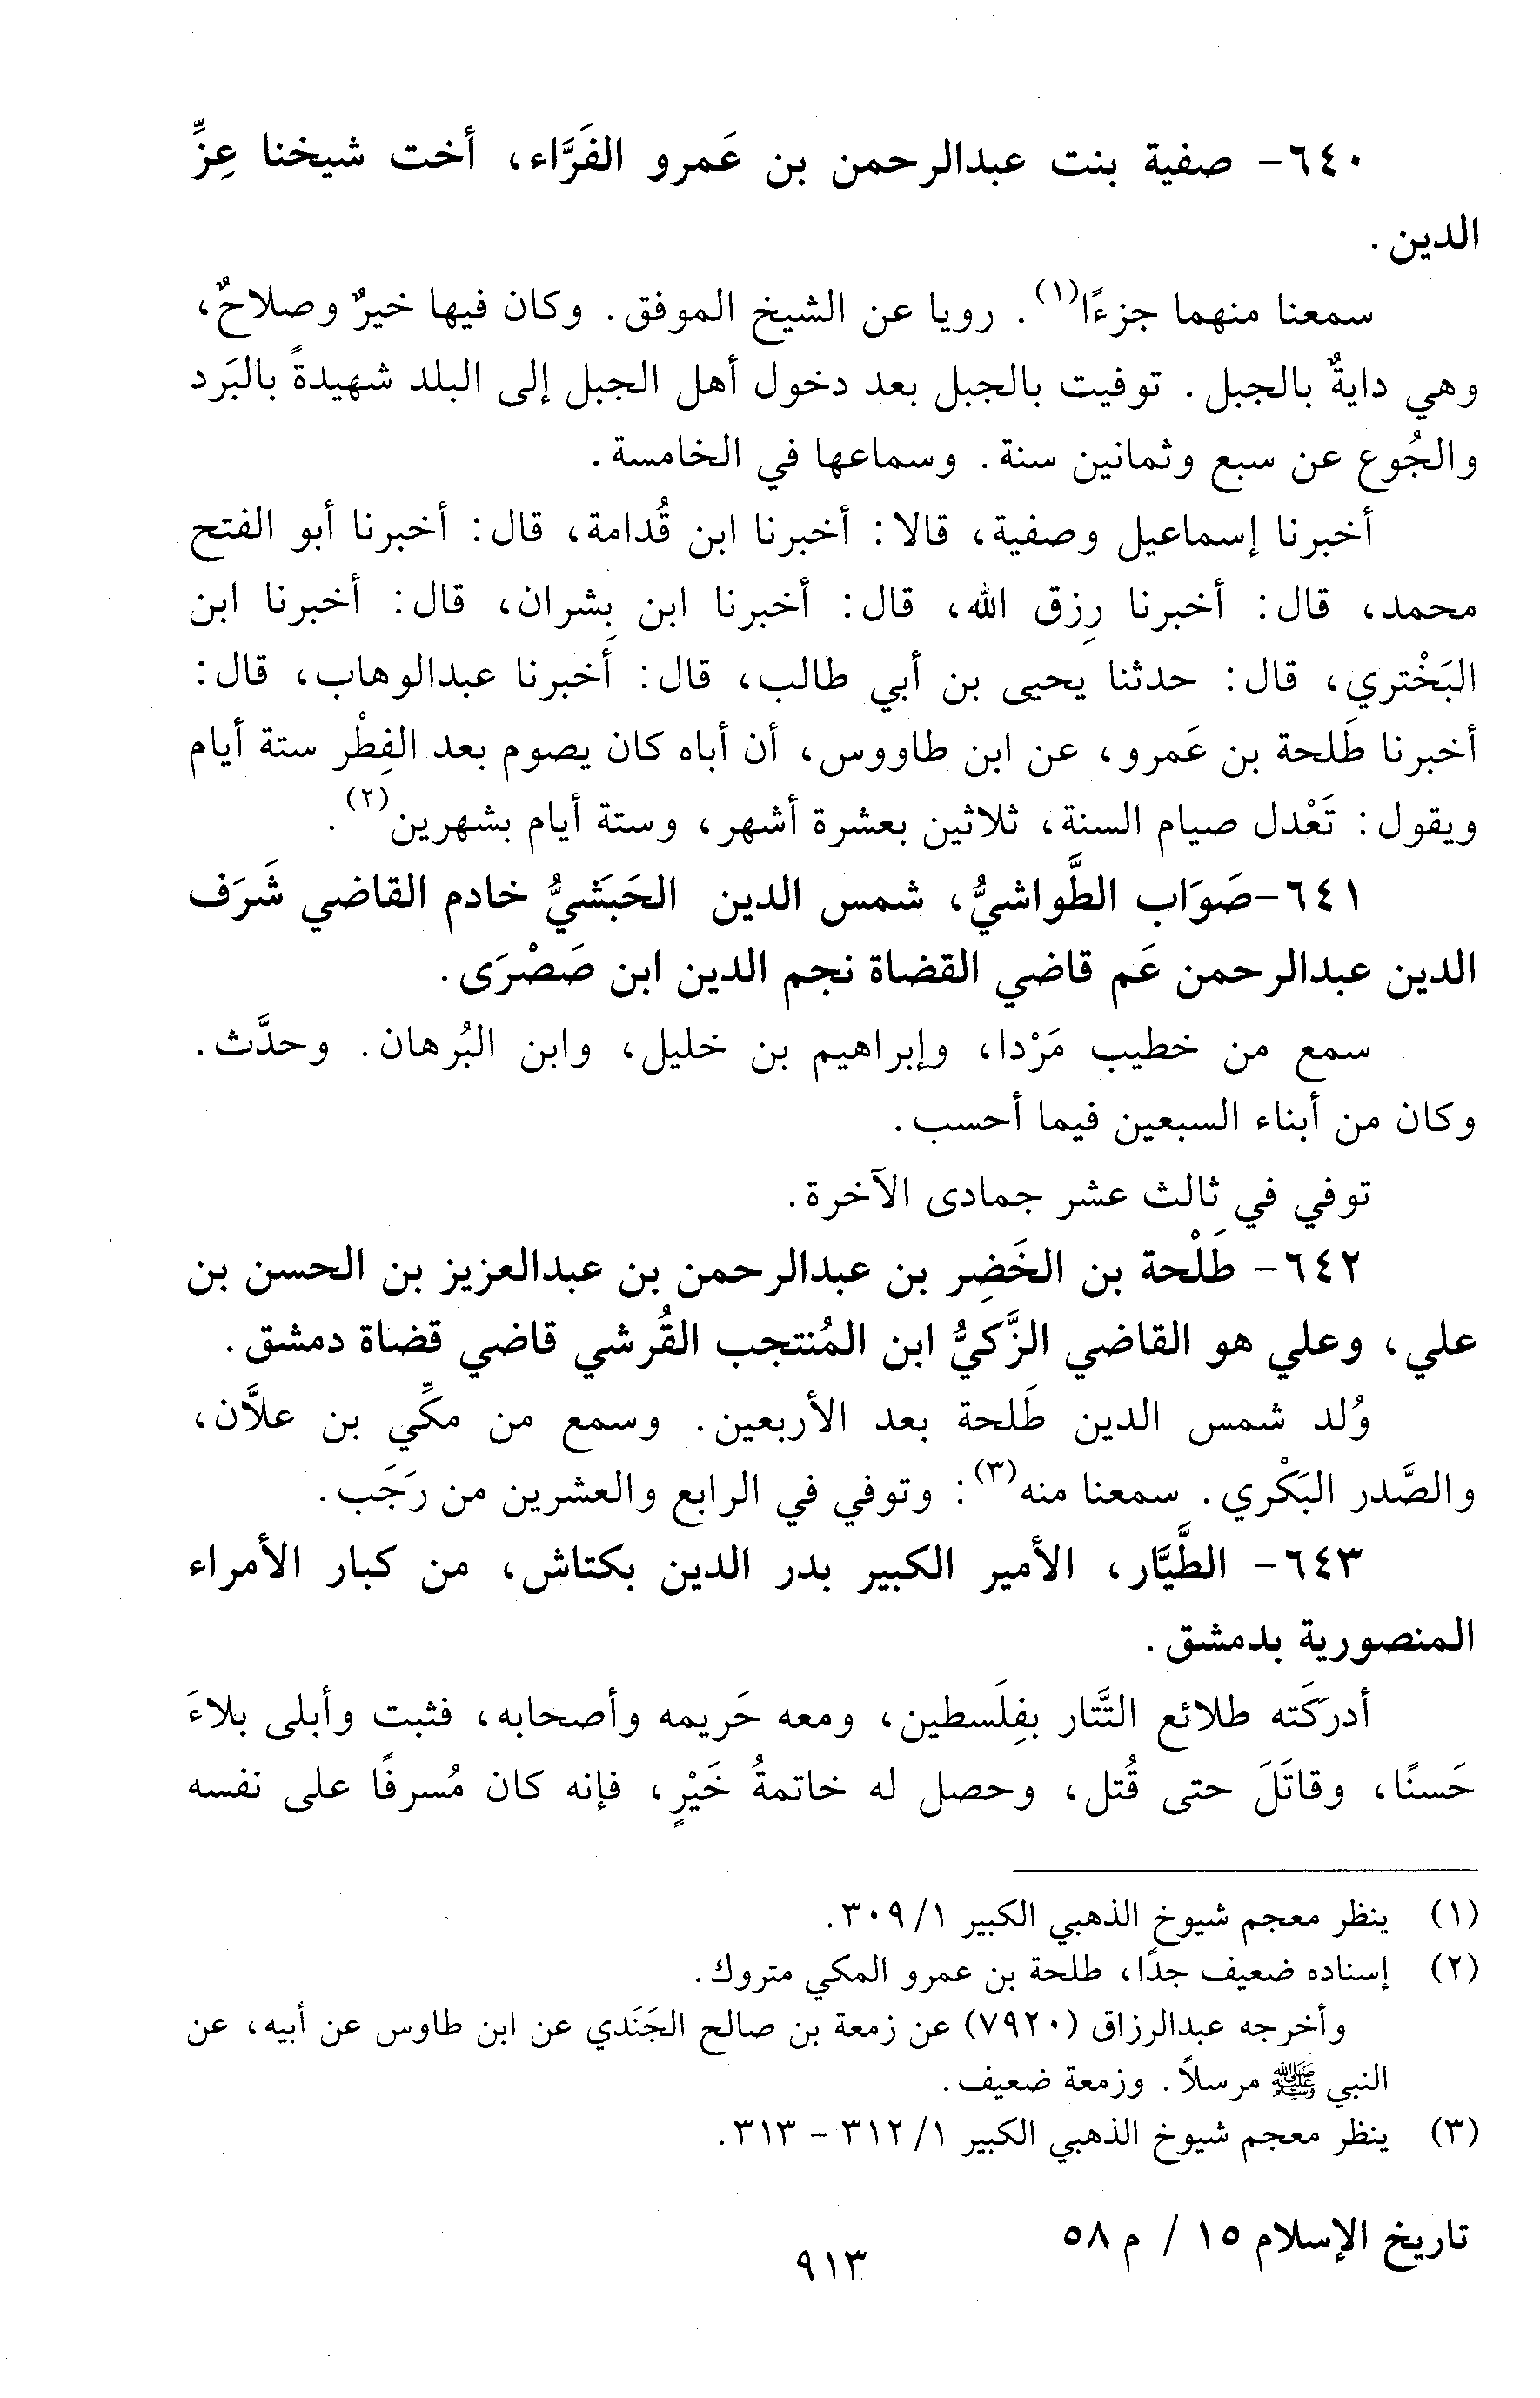 ٦٤٠- صفية بنت عبدالرحمن بن عَمرو الفَرَّاء، أخت شيخنا عِزِّ
الدين.
سمعنا منهما جزءًا(١). رويا عن الشيخ الموفق. وكان فيها خيرٌ وصلاحٌ،
وهي دايةٌ بالجبل. توفيت بالجبل بعد دخول أهل الجبل إلى البلد شهيدةً بالبَرد
والجُوع عن سبع وثمانين سنة. وسماعها في الخامسة.
أخبرنا إسماعيل وصفية، قالا: أخبرنا ابن قُدامة، قال: أخبرنا أبو الفتح
محمد، قال: أخبرنا رِزق الله، قال: أخبرنا ابن بِشران، قال: أخبرنا ابن
البَخْتري، قال: حدثنا يحيى بن أبي طالب، قال: أخبرنا عبدالوهاب، قال:
أخبرنا طَلحة بن عَمرو، عن ابن طاووس، أن أباه كان يصوم بعد الفِطْر ستة أيام
ويقول: تَعْدل صيام السنة، ثلاثين بعشرة أشهر، وستة أيام بشهرين(٢).
٦٤١-صَوَاب الطَّواشيُّ، شمس الدين الحَبَشيُّ خادم القاضي شَرَف
الدين عبدالرحمن عَم قاضي القضاة نجم الدين ابن صَصْرَى.
سمع من خطيب مَرْدا، وإبراهيم بن خليل، وابن البُرهان. وحدَّث.
وكان من أبناء السبعين فيما أحسب.
توفي في ثالث عشر جمادى الآخرة.
٦٤٢- طَلْحة بن الخَضِر بن عبدالرحمن بن عبدالعزيز بن الحسن بن
علي، وعلي هو القاضي الزَّكيُّ ابن المُنتجب القُرشي قاضي قضاة دمشق.
وُلد شمس الدين طَلحة بعد الأربعين. وسمع من مكِّي بن علاَّن،
والصَّدر البَكْري. سمعنا منه(٣): وتوفي في الرابع والعشرين من رَجَب.
٦٤٣- الطَّيَّار، الأمير الكبير بدر الدين بكتاش، من كبار الأمراء
المنصورية بدمشق.
أدركَته طلائع التَّتار بفِلَسطين، ومعه حَريمه وأصحابه، فثبت وأبلى بلاءَ
حَسنًا، وقاتَلَ حتى قُتل، وحصل له خاتمةُ خَيْرٍ، فإنه كان مُسرفًا على نفسه
(١) ينظر معجم شيوخ الذهبي الكبير ١/ ٣٠٩.
(٢) إسناده ضعيف جدًا، طلحة بن عمرو المكي متروك.
وأخرجه عبدالرزاق (٧٩٢٠) عن زمعة بن صالح الجَنَدي عن ابن طاوس عن أبيه، عن
النبي ﷺ مرسلاً. وزمعة ضعيف.
(٣) ينظر معجم شيوخ الذهبي الكبير ١/ ٣١٢ - ٣١٣.
تاريخ الإسلام ١٥ / م ٥٨
٩١٣